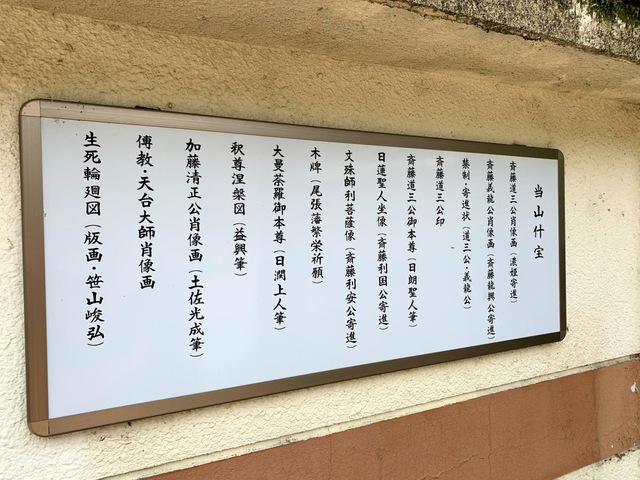 当山什宝
斉藤道三公肖像画(濃姫寄進)
斉藤義龍公肖像画(斉藤龍興公寄進)
禁制・寄進状(道三公・義龍公)
斉藤道三公印
斉藤道三公御本尊(日朗聖人筆)
日蓮聖人坐像(斉藤利国公寄進)
文殊師利菩薩像(斉藤利安公寄進)
木牌(尾張藩繁栄祈願)
大曼荼羅御本尊(日潤上人筆)
釈尊涅槃図(益興筆)
加藤清正公肖像画(土佐光成筆)
傳教・天台大師肖像画
生死輪廻図(版画・笹山峻弘)